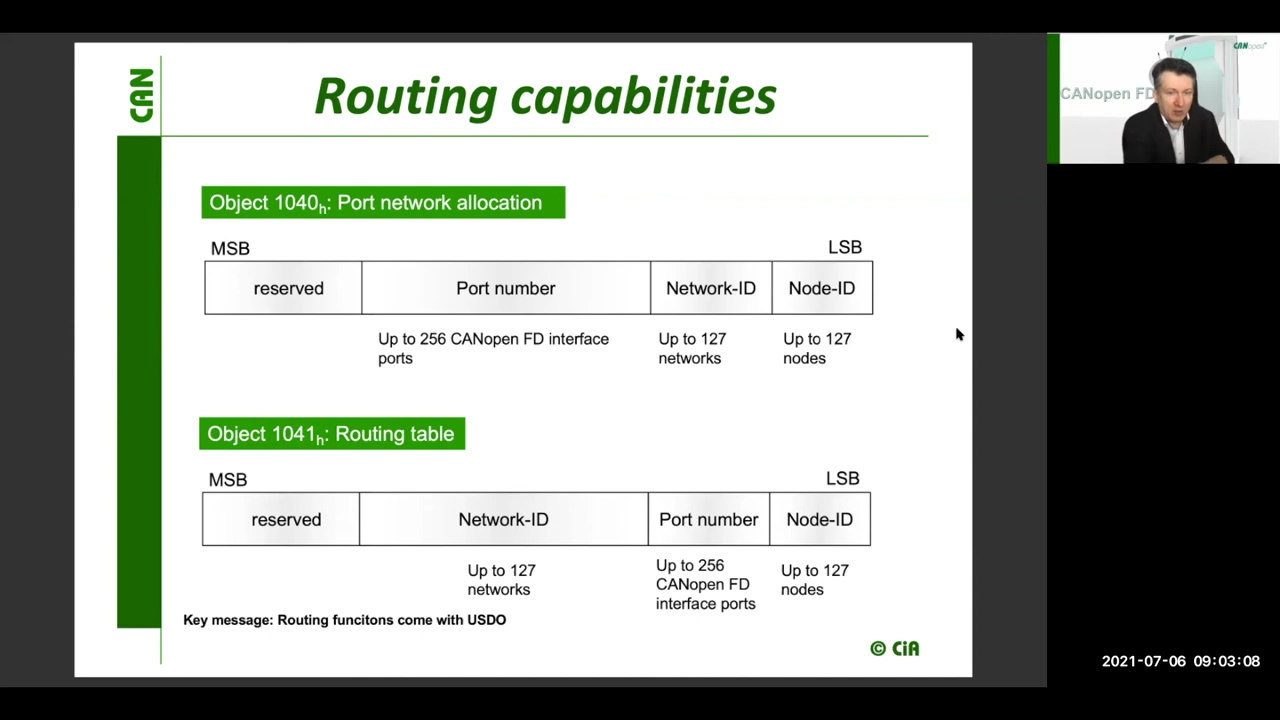 CAN
Routing capabilities
CANopen
CANopen FD
Object 1040h: Port network allocation
MSB
LSB
reserved
Port number
Network-ID
Node-ID
Up to 256 CANopen FD interface
ports
Up to 127
networks
Up to 127
nodes
Object 1041h: Routing table
MSB
LSB
reserved
Network-ID
Port number
Node-ID
Up to 127
networks
Up to 256
CANopen FD
interface ports
Up to 127
nodes
Key message: Routing funcitons come with USDO
© CiA
2021-07-06 09:03:08